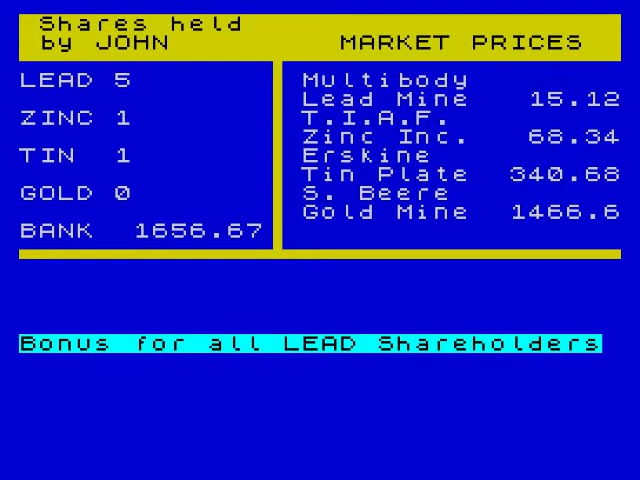 Shares held
by JOHN
MARKET PRICES
LEAD 5
ZINC 1
TIN 1
GOLD 0
BANK 1656.67
Multibody
Lead Mine 15.12
T.I.A.F.
Zinc Inc. 68.34
Erskine
Tin Plate 340.68
S. Beere
Gold Mine 1466.6
Bonus for all LEAD Shareholders